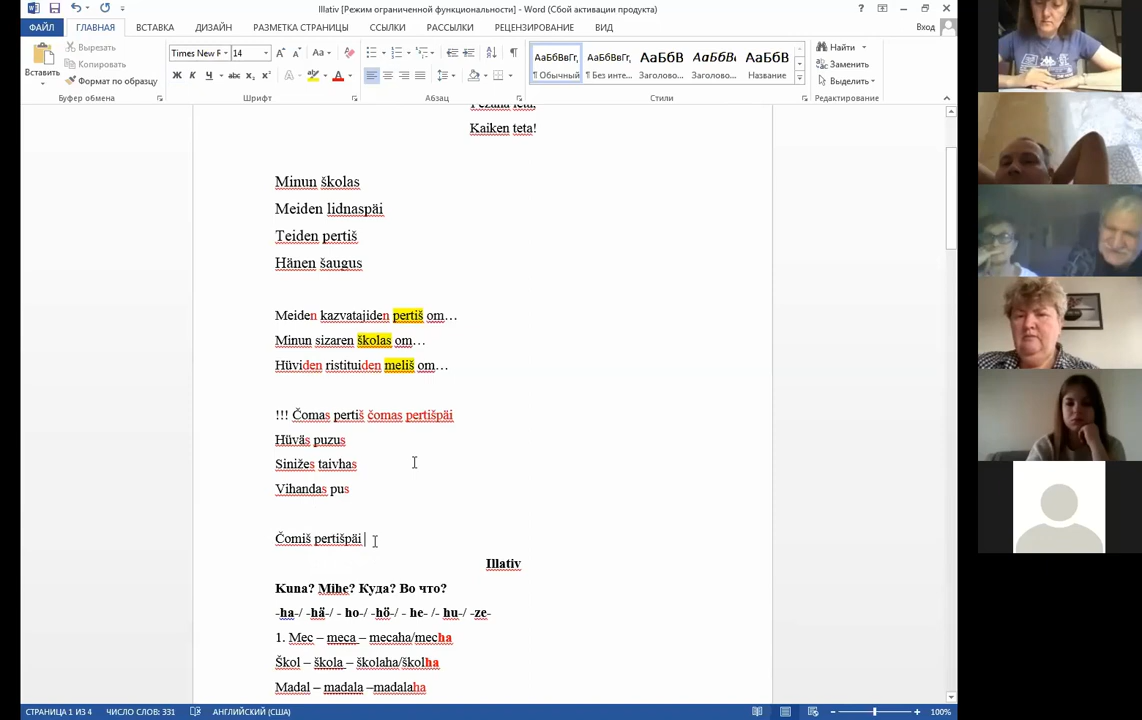 Illativ [Режим ограниченной функциональности] - Word (Сбой активации продукта)
ФАЙЛ ГЛАВНАЯ ВСТАВКА ДИЗАЙН РАЗМЕТКА СТРАНИЦЫ ССЫЛКИ РАССЫЛКИ РЕЦЕНЗИРОВАНИЕ ВИД Вход
Вставить
Вырезать
Копировать
Формат по образцу
Буфер обмена
Times New F 14
Ж К Ч abc x₂ x²
Шрифт
Абзац
АаБбВвГг, АаБбВвГг, АаБбВ АаБбВвГ, АаБбВ
¶ Обычный ¶ Без инте... Заголово... Заголово... Название
Стили
Найти
Заменить
Выделить
Редактирование
Kaiken teta!
Minun školas
Meiden lidnaspäi
Teiden pertiš
Hänen šaugus
Meiden kazvatajiden pertiš om…
Minun sizaren školas om…
Hüviden ristituiden meliš om…
!!! Čomas pertiš čomas pertišpäi
Hüväs puzus
Sinižes taivhas
Vihandas pus
Čomiš pertišpäi
Illativ
Kuna? Mihe? Куда? Во что?
-ha-/ -hä-/ - ho-/ -hö-/ - he- /- hu-/ -ze-
1. Mec – meca – mecaha/mecha
Škol – škola – školaha/školha
Madal – madala –madalaha
СТРАНИЦА 1 ИЗ 4 ЧИСЛО СЛОВ: 331 АНГЛИЙСКИЙ (США) 100%